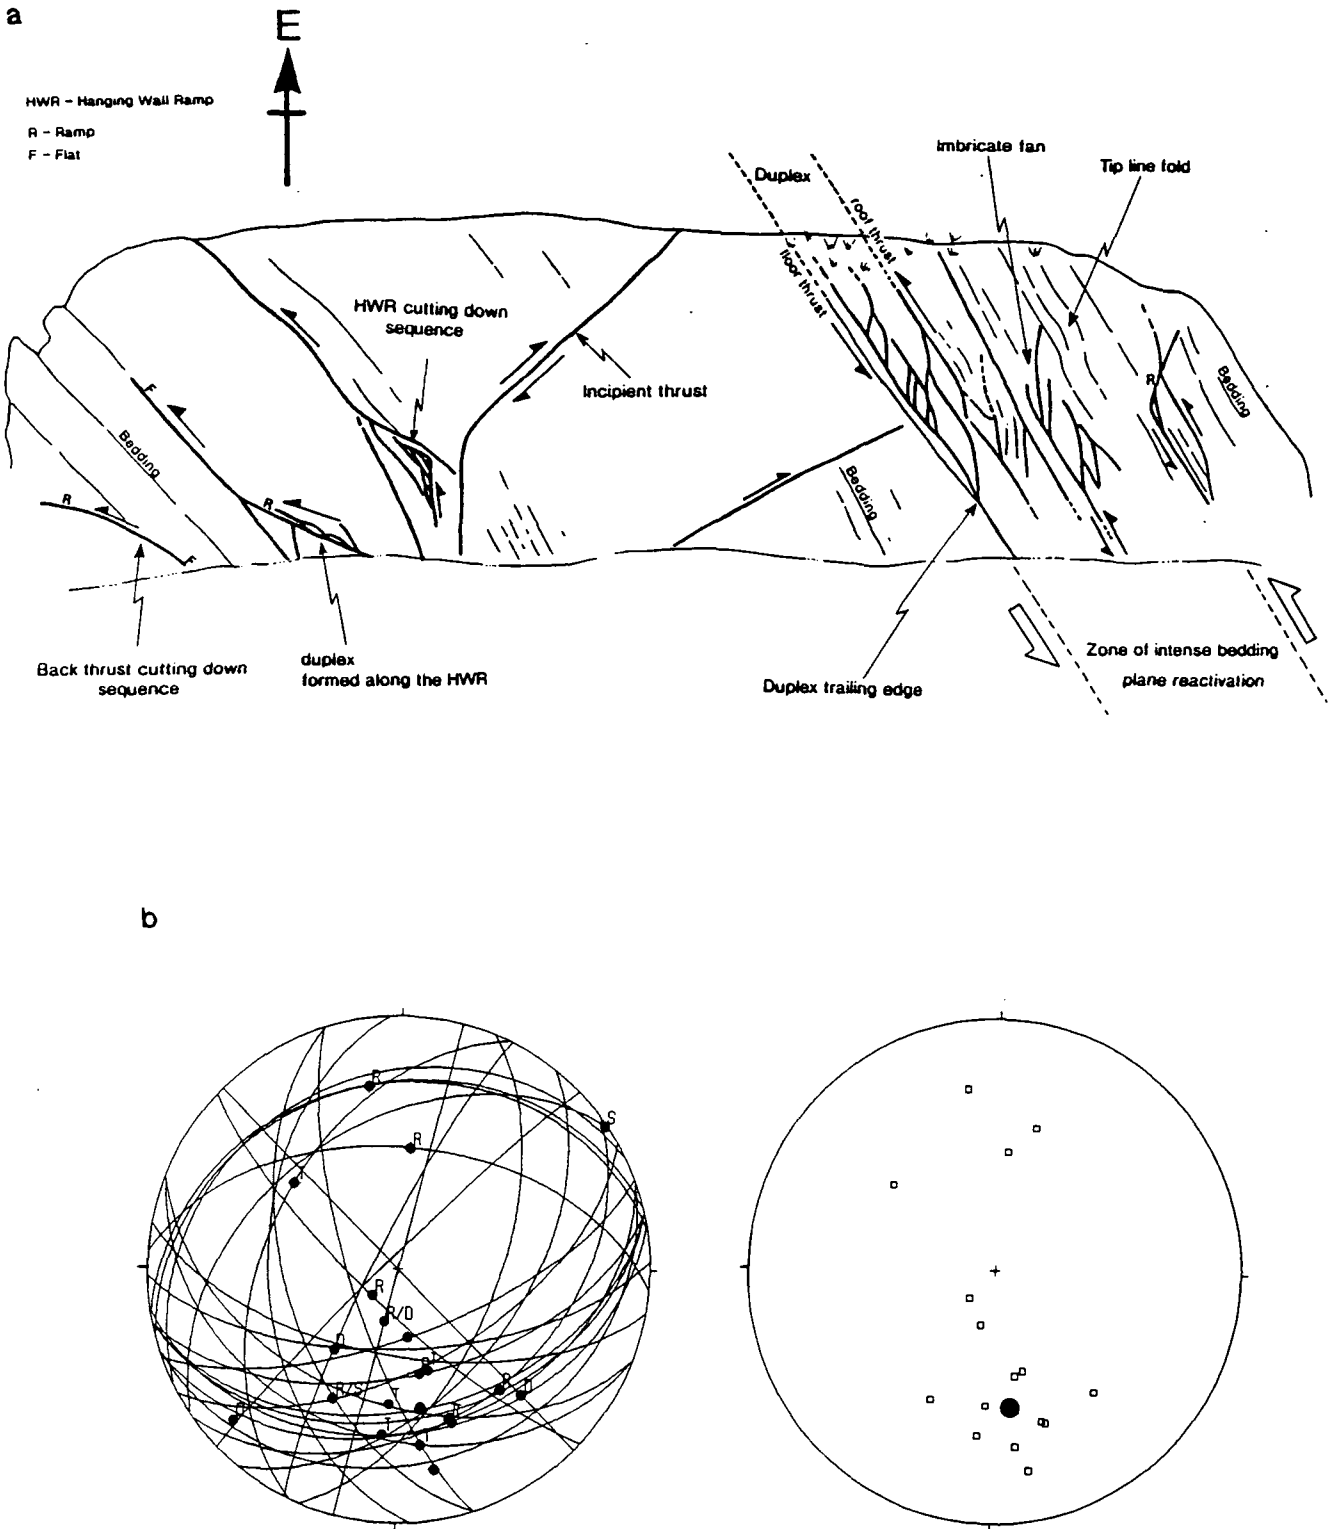 a
E
HWR - Hanging Wall Ramp
R - Ramp
F - Flat
Imbricate fan
Tip line fold
Duplex
roof thrust
floor thrust
HWR cutting down
sequence
Incipient thrust
F
Bedding
R
R
F
R
Bedding
Bedding
Back thrust cutting down
sequence
duplex
formed along the HWR
Duplex trailing edge
Zone of intense bedding
plane reactivation
b
R
S
R
T
R
R/D
R
R/S
T
T